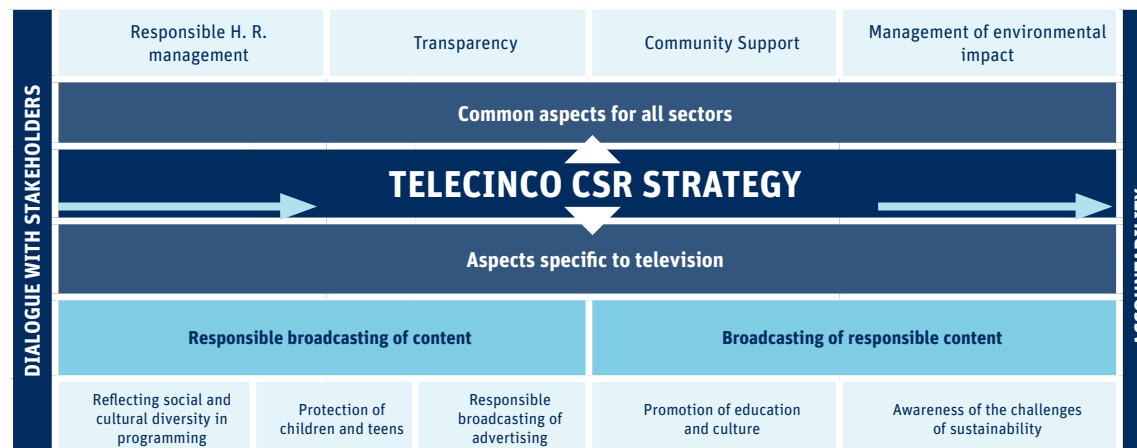 Responsible H. R.
management
Transparency
Community Support
Management of environmental
impact
DIALOGUE WITH STAKEHOLDERS
Common aspects for all sectors
TELECINCO CSR STRATEGY
Aspects specific to television
Responsible broadcasting of content
Broadcasting of responsible content
Reflecting social and
cultural diversity in
programming
Protection of
children and teens
Responsible
broadcasting of
advertising
Promotion of education
and culture
Awareness of the challenges
of sustainability